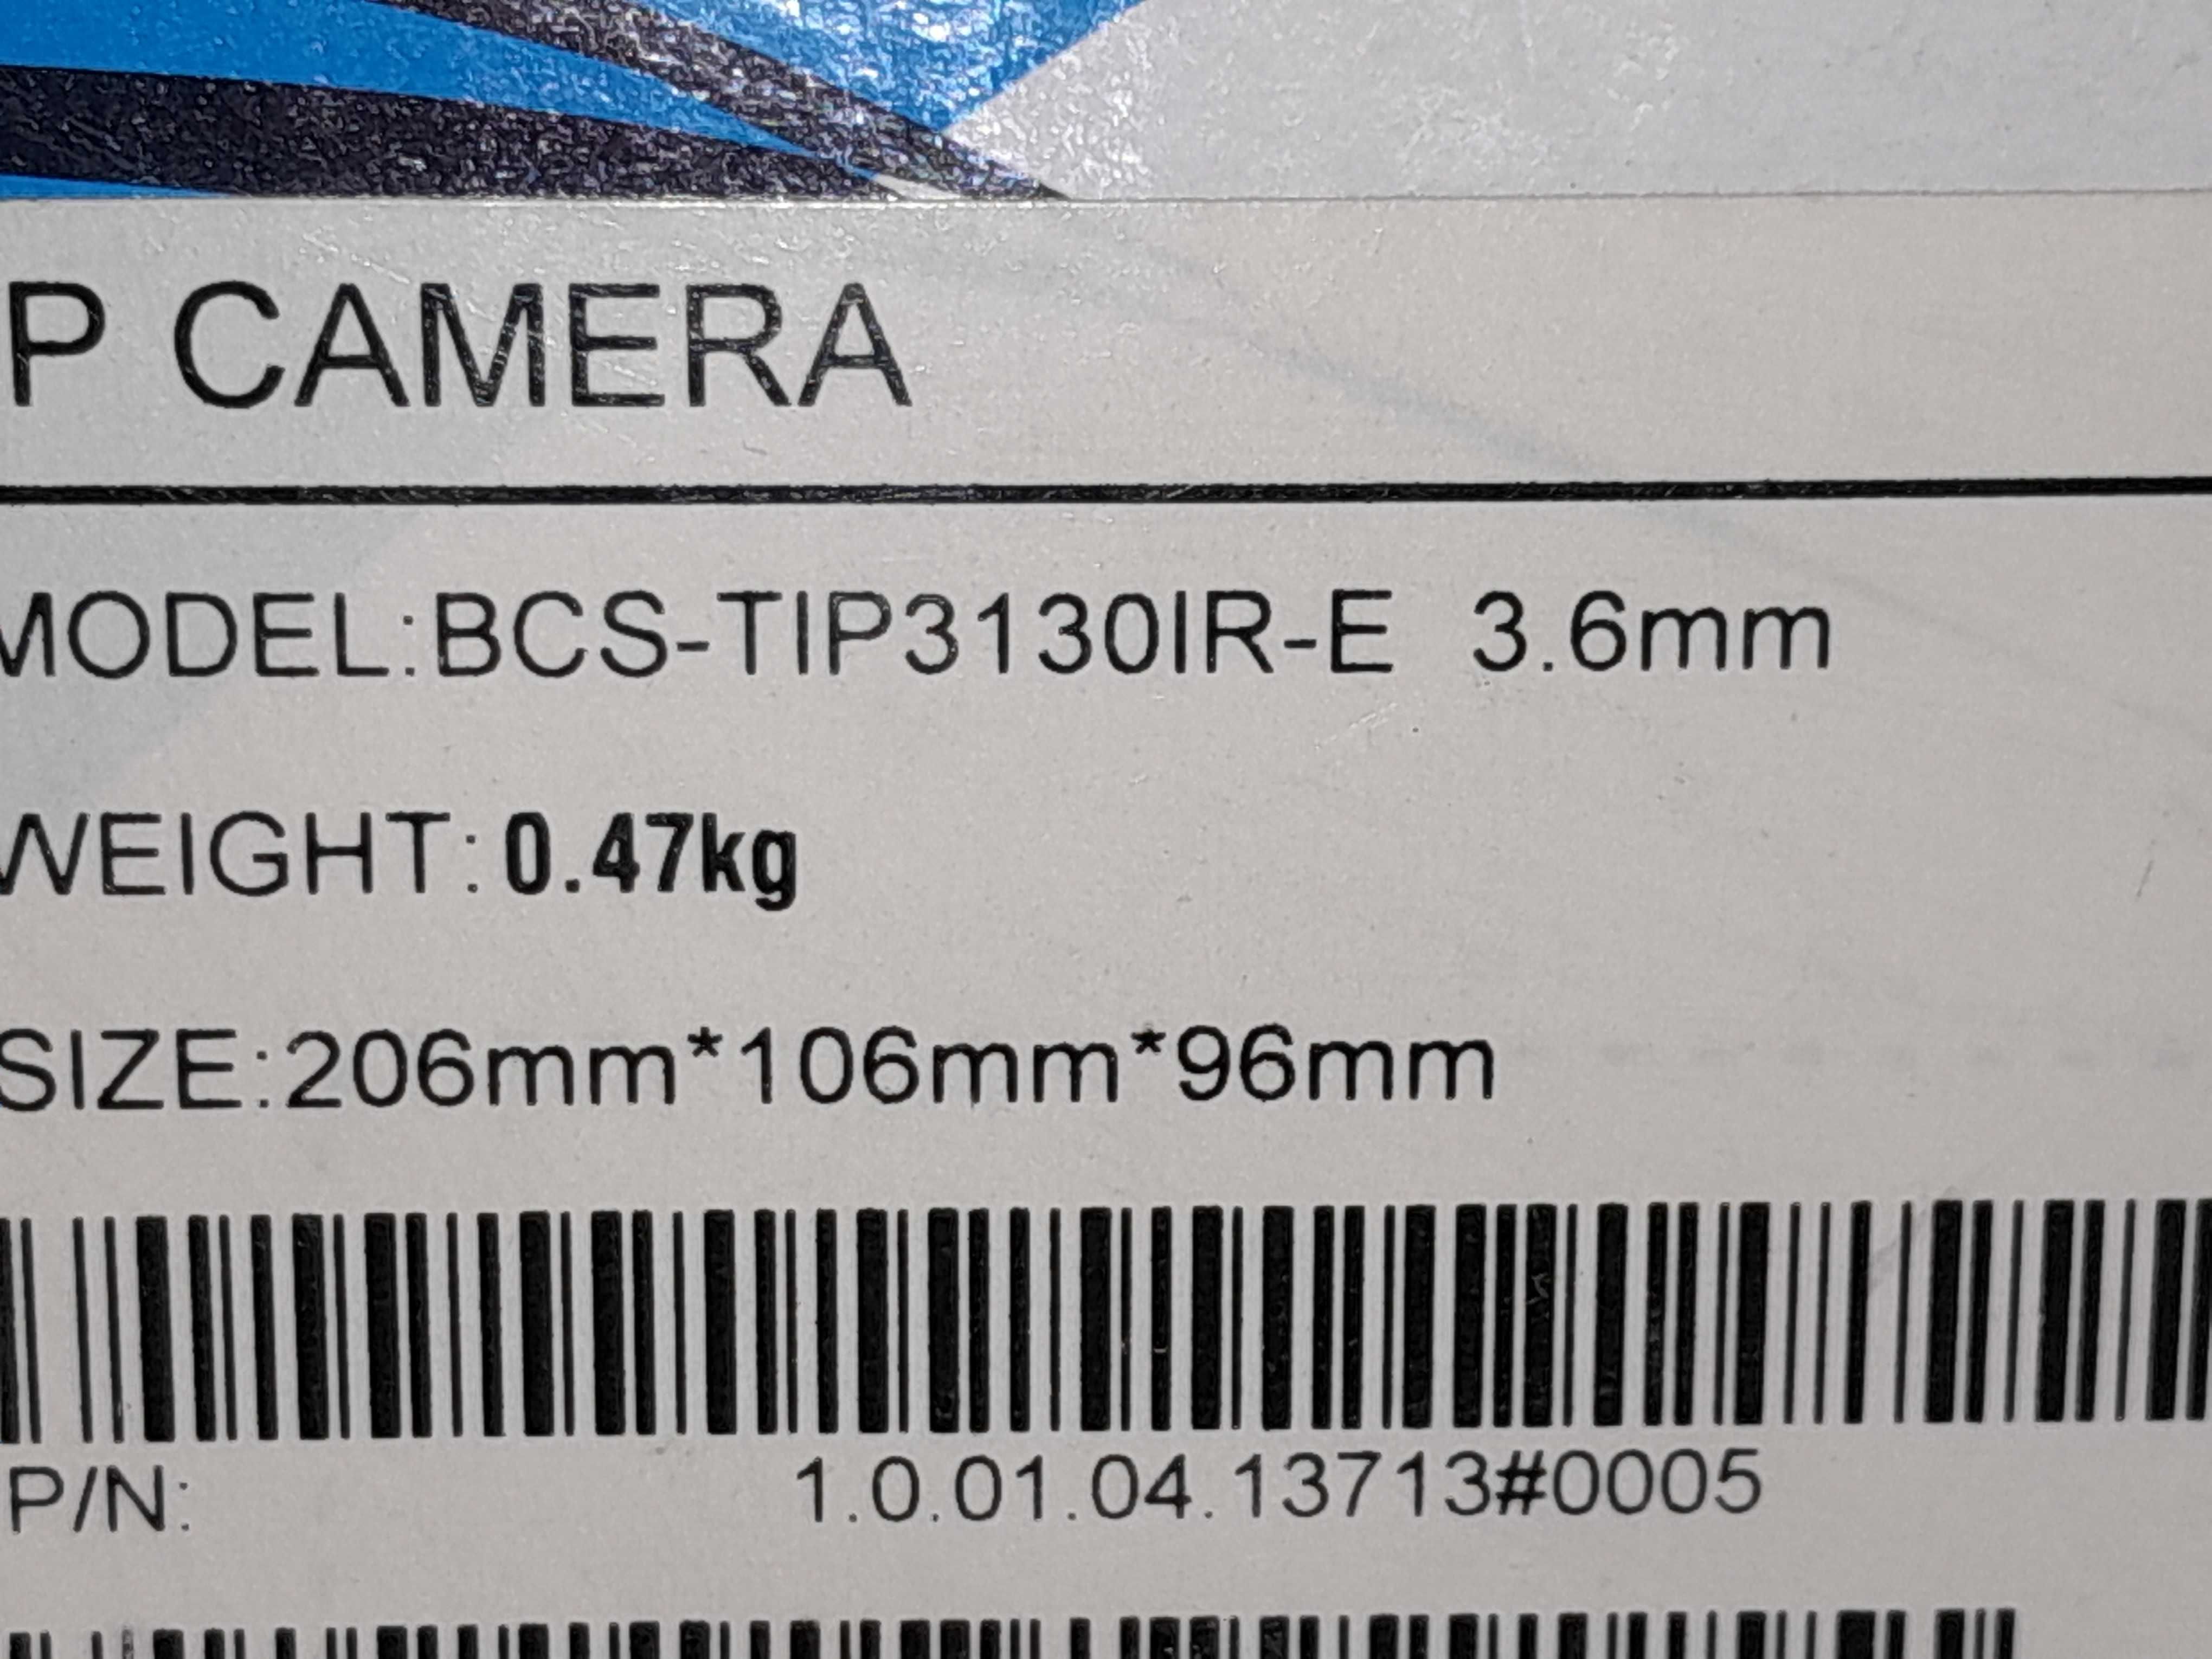 IP CAMERA
MODEL:BCS-TIP3130IR-E 3.6mm
WEIGHT:0.47kg
SIZE:206mm*106mm*96mm
P/N: 1.0.01.04.13713#0005